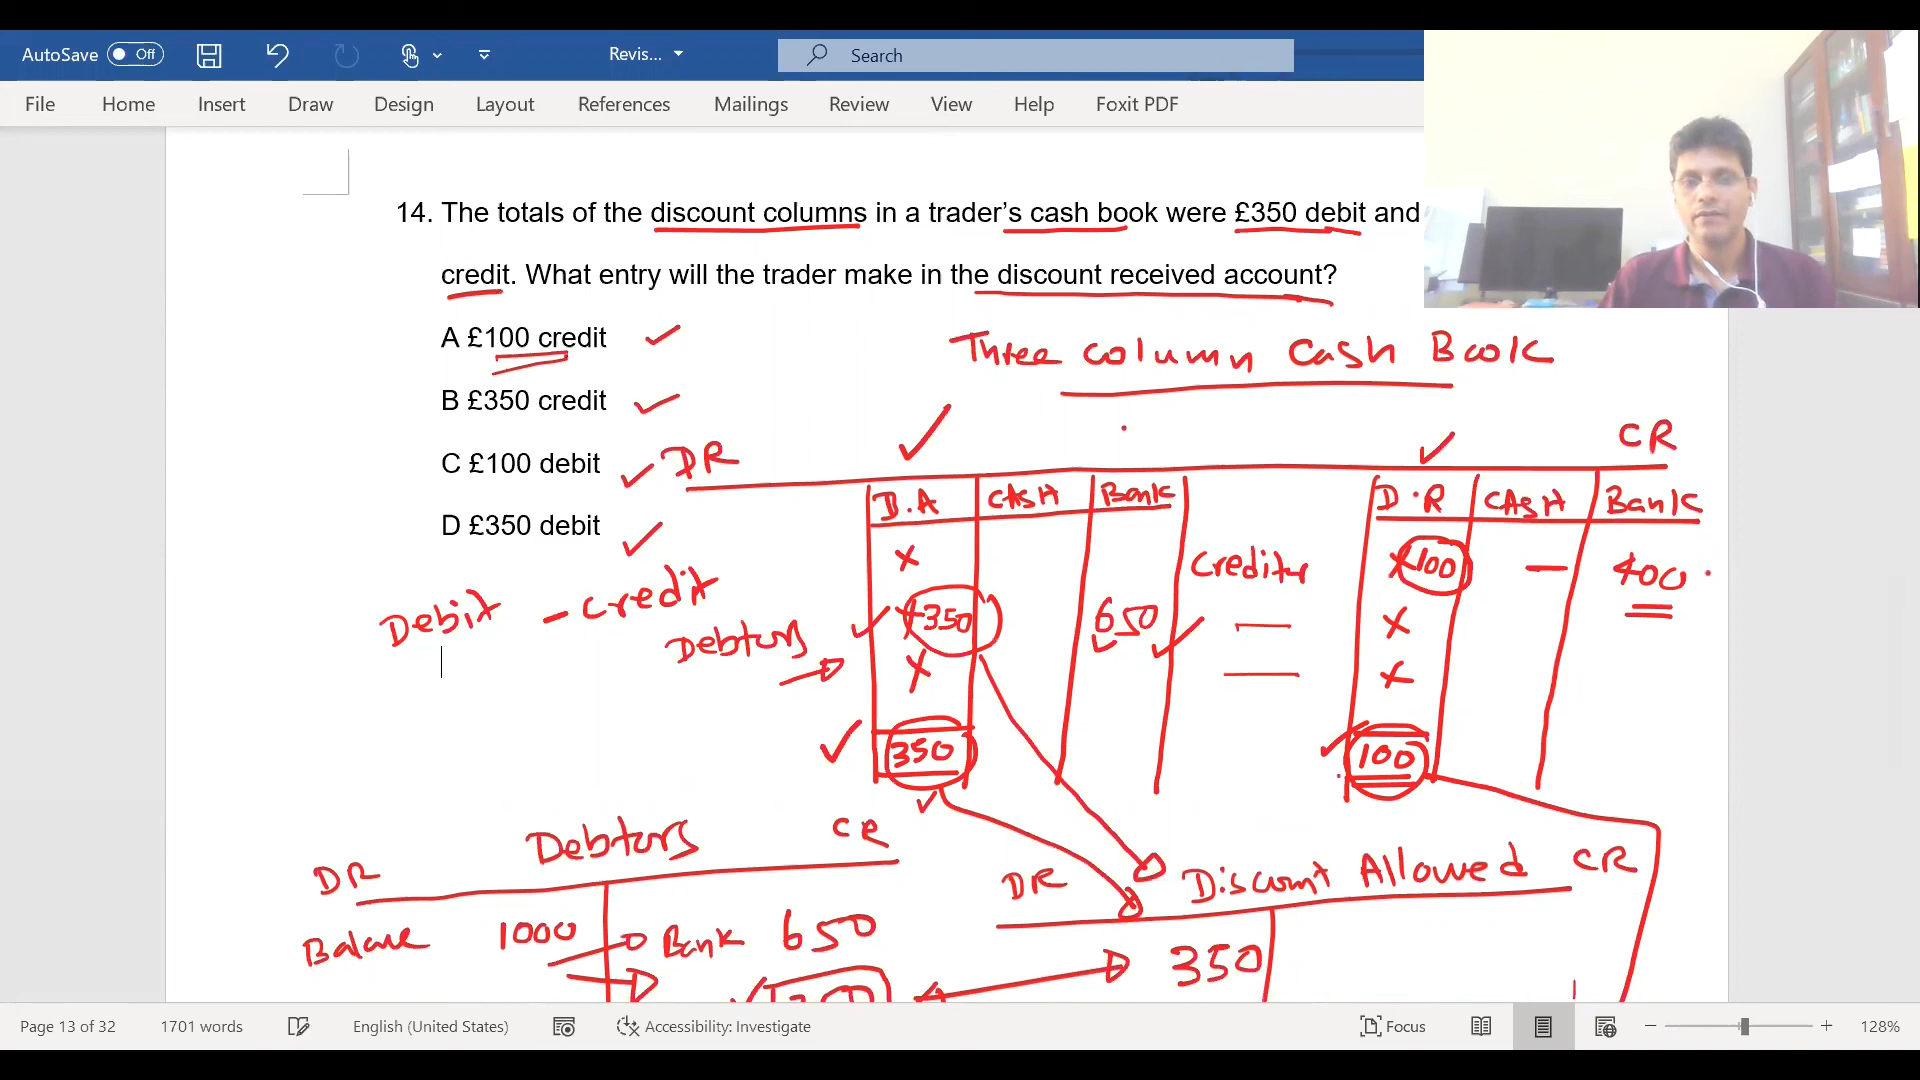 AutoSave Off Revis... Search
File Home Insert Draw Design Layout References Mailings Review View Help Foxit PDF
14. The totals of the discount columns in a trader's cash book were £350 debit and
credit. What entry will the trader make in the discount received account?
A £100 credit
Three column Cash Book
B £350 credit
C £100 debit
DR
CR
D.A CASH Bank
D.R CASH Bank
D £350 debit
Debit - credit
Creditor
100 — 400
Debtors
350
650
350
100
Debtors
DR
CR
DR Discount Allowed CR
Balance 1000
Bank 650
350
Page 13 of 32 1701 words English (United States) Accessibility: Investigate Focus 128%